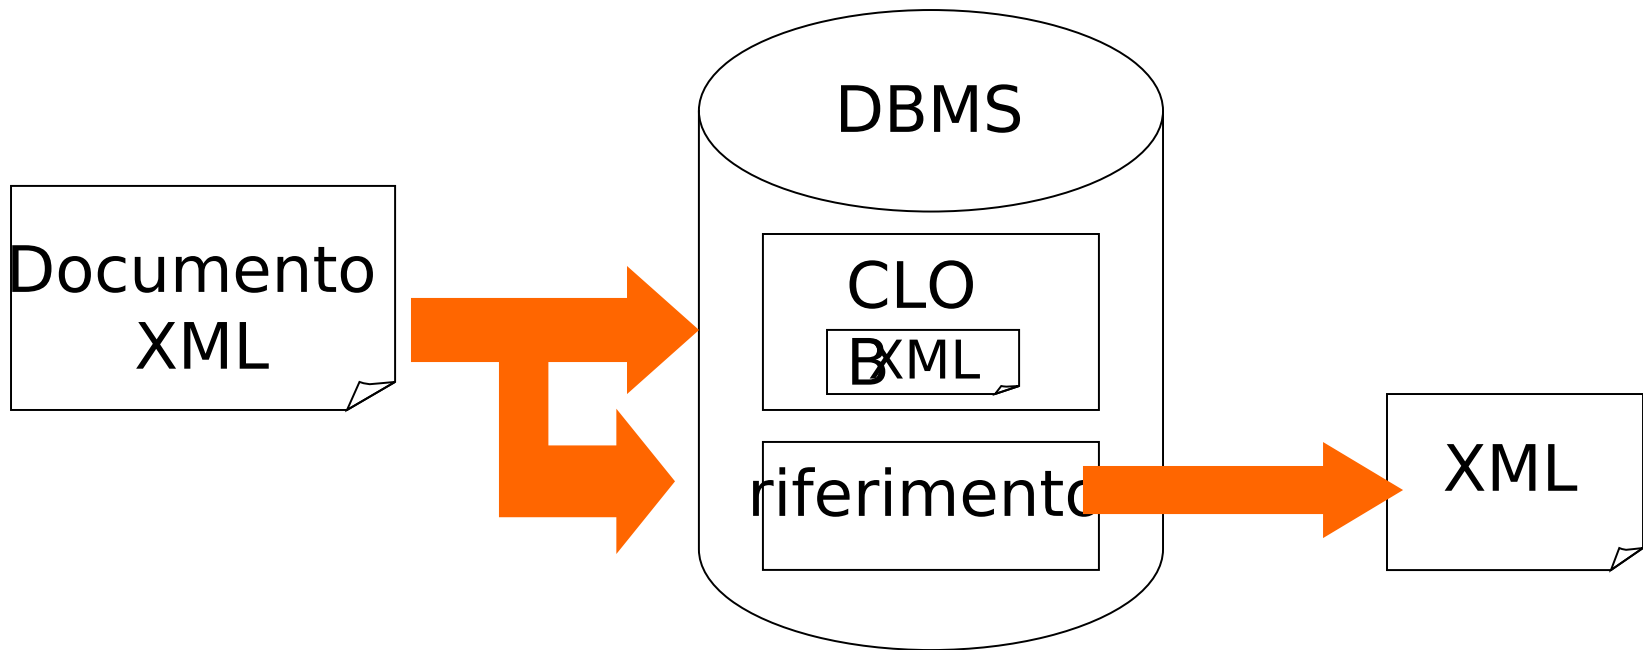 DBMS
Documento
XML
CLO
B
XML
riferimento
XML